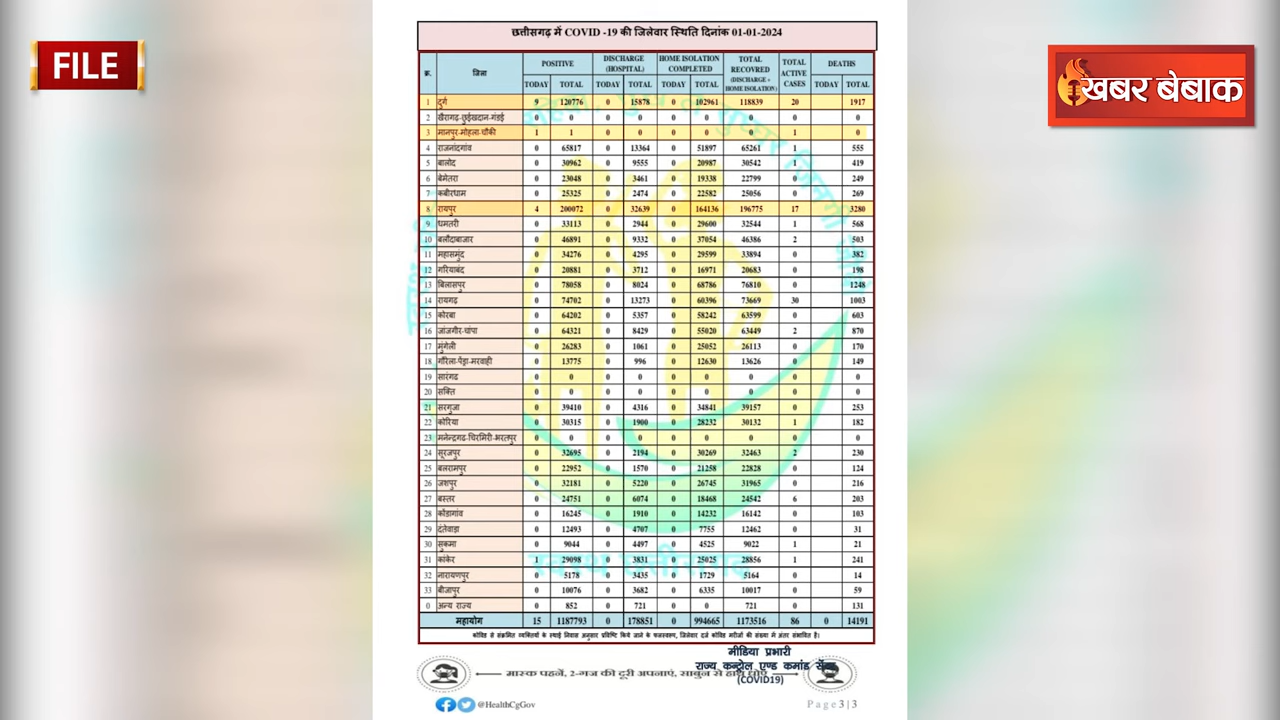 FILE
खबर बेबाक
छत्तीसगढ़ में COVID -19 की जिलेवार स्थिति दिनांक 01-01-2024
क्र. जिला POSITIVE DISCHARGE (HOSPITAL) HOME ISOLATION COMPLETED TOTAL RECOVRED (DISCHARGE + HOME ISOLATION) TOTAL ACTIVE CASES DEATHS
TODAY TOTAL TODAY TOTAL TODAY TOTAL TODAY TOTAL
1 दुर्ग 9 120776 0 15878 0 102961 118839 20 1917
2 खैरागढ़-छुईखदान-गंडई 0 0 0 0 0 0 0 0 0
3 मानपुर-मोहला-चौकी 1 1 0 0 0 0 0 1 0
4 राजनांदगांव 0 65817 0 13364 0 51897 65261 1 555
5 बालोद 0 30962 0 9555 0 20987 30542 1 419
6 बेमेतरा 0 23048 0 3461 0 19338 22799 0 249
7 कबीरधाम 0 25325 0 2474 0 22582 25056 0 269
8 रायपुर 4 200072 0 32639 0 164136 196775 17 3280
9 धमतरी 0 33113 0 2944 0 29600 32544 1 568
10 बलौदाबाजार 0 46891 0 9332 0 37054 46386 2 503
11 महासमुंद 0 34276 0 4295 0 29599 33894 0 382
12 गरियाबंद 0 20881 0 3712 0 16971 20683 0 198
13 बिलासपुर 0 78058 0 8024 0 68786 76810 0 1248
14 रायगढ़ 0 74702 0 13273 0 60396 73669 30 1003
15 कोरबा 0 64202 0 5357 0 58242 63599 0 603
16 जांजगीर-चांपा 0 64321 0 8429 0 55020 63449 2 870
17 मुंगेली 0 26283 0 1061 0 25052 26113 0 170
18 गौरेला-पेंड्रा-मरवाही 0 13775 0 996 0 12630 13626 0 149
19 सारंगढ 0 0 0 0 0 0 0 0 0
20 सक्ति 0 0 0 0 0 0 0 0 0
21 सरगुजा 0 39410 0 4316 0 34841 39157 0 253
22 कोरिया 0 30315 0 1900 0 28232 30132 1 182
23 मनेन्द्रगढ-चिरमिरी-भरतपुर 0 0 0 0 0 0 0 0 0
24 सूरजपुर 0 32695 0 2194 0 30269 32463 2 230
25 बलरामपुर 0 22952 0 1570 0 21258 22828 0 124
26 जशपुर 0 32181 0 5220 0 26745 31965 0 216
27 बस्तर 0 24751 0 6074 0 18468 24542 6 203
28 कोंडागांव 0 16245 0 1910 0 14232 16142 0 103
29 दंतेवाड़ा 0 12493 0 4707 0 7755 12462 0 31
30 सुकमा 0 9044 0 4497 0 4525 9022 1 21
31 कांकेर 1 29098 0 3831 0 25025 28856 1 241
32 नारायणपुर 0 5178 0 3435 0 1729 5164 0 14
33 बीजापुर 0 10076 0 3682 0 6335 10017 0 59
0 अन्य राज्य 0 852 0 721 0 0 721 0 131
महायोग 15 1187793 0 178851 0 994665 1173516 86 0 14191
कोविड से संक्रमित व्यक्तियों के स्थाई निवास अनुसार प्रविष्टि किये जाने के फलस्वरूप, जिलेवार दर्ज कोविड मरीजों की संख्या में अंतर संभावित है।
मीडिया प्रभारी
राज्य कन्ट्रोल एण्ड कमांड सेंटर
(COVID19)
मास्क पहनें, 2-गज की दूरी अपनाएं, साबुन से हाथ धोएं
@HealthCgGov
Page 3 | 3